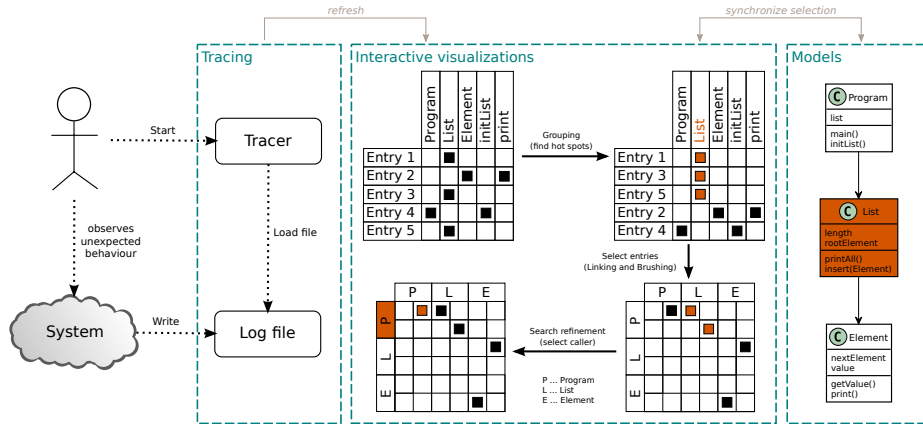 refresh
synchronize selection
Tracing
Interactive visualizations
Models
Start
Tracer
observes
unexpected
behaviour
Load file
System
Write
Log file
Program
List
Element
initList
print
Entry 1
Entry 2
Entry 3
Entry 4
Entry 5
Grouping
(find hot spots)
Program
List
Element
initList
print
Entry 1
Entry 3
Entry 5
Entry 2
Entry 4
Select entries
(Linking and Brushing)
P L E
P
L
E
Search refinement
(select caller)
P ... Program
L ... List
E ... Element
P L E
P
L
E
C Program
list
main()
initList()
C List
length
rootElement
printAll()
insert(Element)
C Element
nextElement
value
getValue()
print()